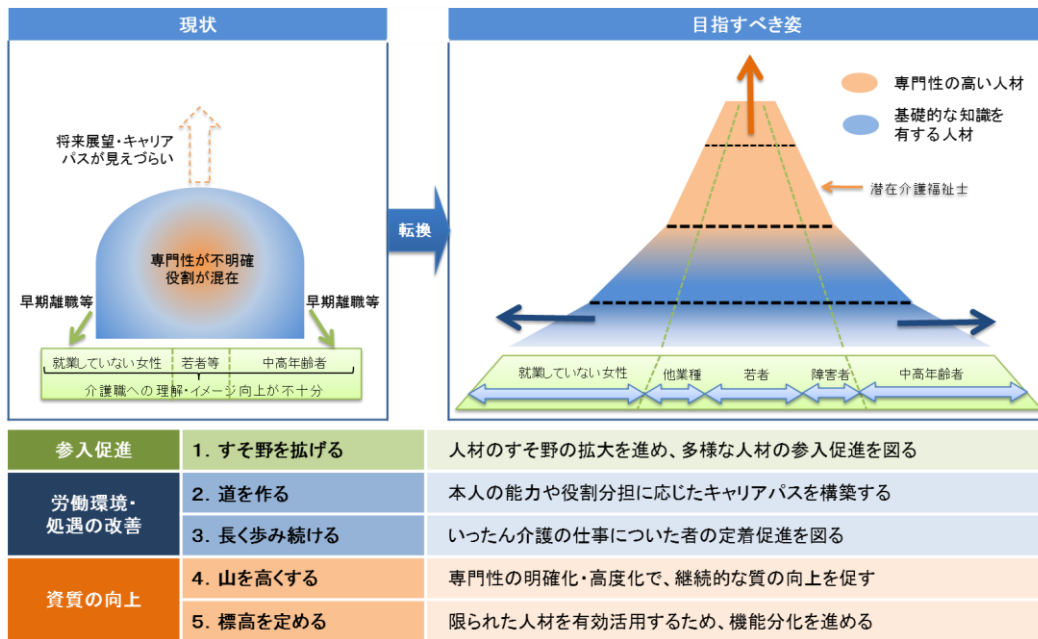 現状
将来展望・キャリア
パスが見えづらい
専門性が不明確
役割が混在
早期離職等
早期離職等
就業していない女性
若者等
中高年齢者
介護職への理解・イメージ向上が不十分
転換
目指すべき姿
専門性の高い人材
基礎的な知識を
有する人材
潜在介護福祉士
就業していない女性
他業種
若者
障害者
中高年齢者
参入促進
1. すそ野を拡げる
人材のすそ野の拡大を進め、多様な人材の参入促進を図る
労働環境・
処遇の改善
2. 道を作る
本人の能力や役割分担に応じたキャリアパスを構築する
3. 長く歩み続ける
いったん介護の仕事についた者の定着促進を図る
資質の向上
4. 山を高くする
専門性の明確化・高度化で、継続的な質の向上を促す
5. 標高を定める
限られた人材を有効活用するため、機能分化を進める